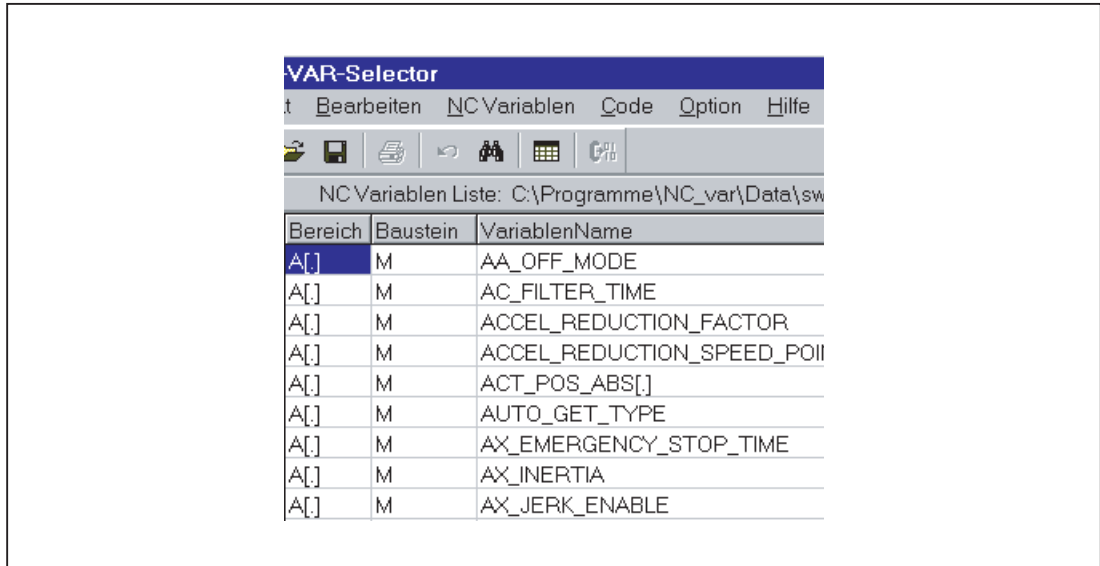 -VAR-Selector
t Bearbeiten NC Variablen Code Option Hilfe
NC Variablen Liste: C:\Programme\NC_var\Data\sw
Bereich Baustein VariablenName
A[.] M AA_OFF_MODE
A[.] M AC_FILTER_TIME
A[.] M ACCEL_REDUCTION_FACTOR
A[.] M ACCEL_REDUCTION_SPEED_POI
A[.] M ACT_POS_ABS[.]
A[.] M AUTO_GET_TYPE
A[.] M AX_EMERGENCY_STOP_TIME
A[.] M AX_INERTIA
A[.] M AX_JERK_ENABLE